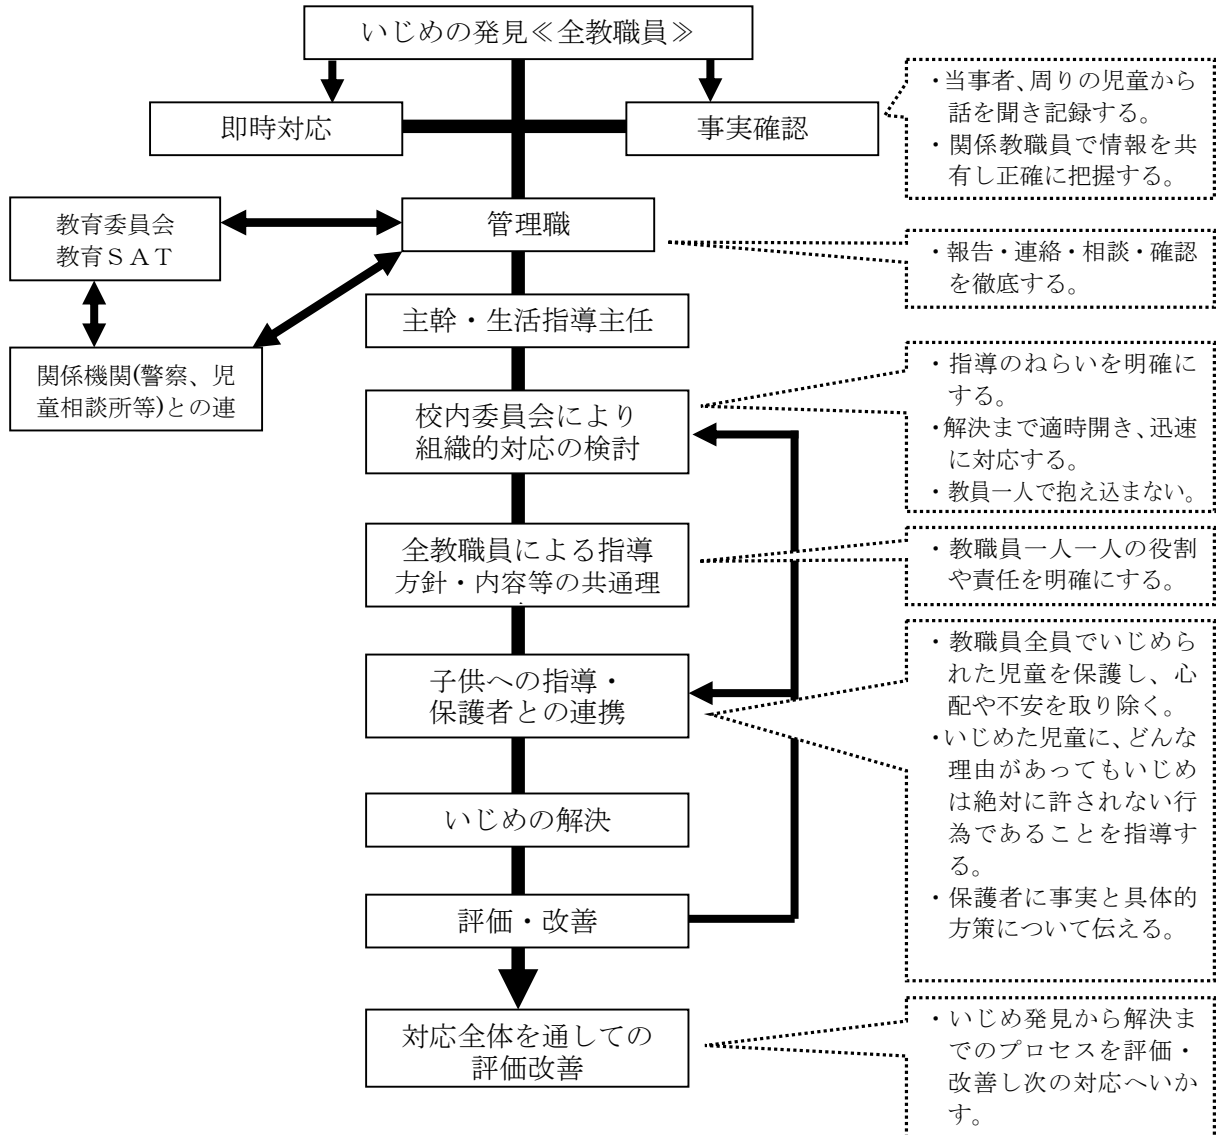 いじめの発見≪全教職員≫
即時対応
事実確認
・当事者、周りの児童から
話を聞き記録する。
・関係教職員で情報を共
有し正確に把握する。
教育委員会
教育ＳＡＴ
管理職
・報告・連絡・相談・確認
を徹底する。
主幹・生活指導主任
関係機関(警察、児
童相談所等)との連
校内委員会により
組織的対応の検討
・指導のねらいを明確に
する。
・解決まで適時開き、迅速
に対応する。
・教員一人で抱え込まない。
全教職員による指導
方針・内容等の共通理
・教職員一人一人の役割
や責任を明確にする。
子供への指導・
保護者との連携
・教職員全員でいじめら
れた児童を保護し、心
配や不安を取り除く。
・いじめた児童に、どんな
理由があってもいじめ
は絶対に許されない行
為であることを指導す
る。
・保護者に事実と具体的
方策について伝える。
いじめの解決
評価・改善
対応全体を通しての
評価改善
・いじめ発見から解決ま
でのプロセスを評価・
改善し次の対応へいか
す。